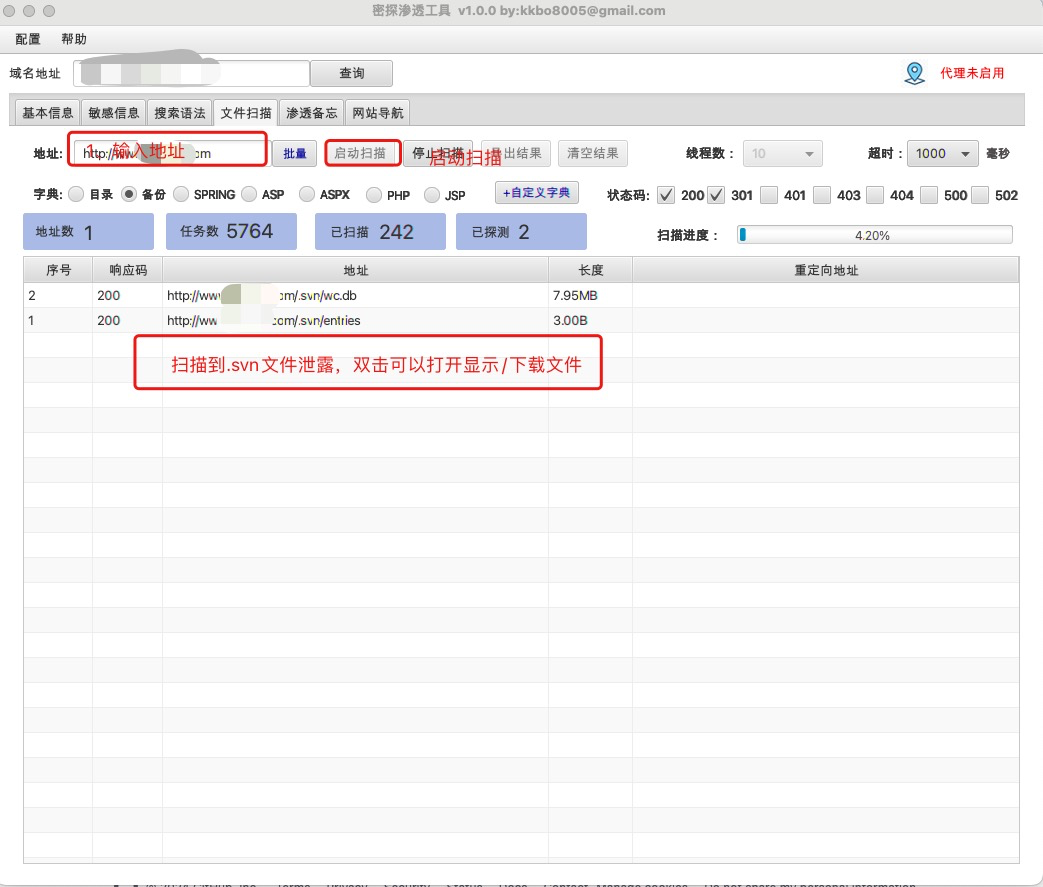 密探渗透工具 v1.0.0 by:kkbo8005@gmail.com
配置 帮助
域名地址 查询 代理未启用
基本信息 敏感信息 搜索语法 文件扫描 渗透备忘 网站导航
地址: http://ww 1、输入地址 om 批量 启动扫描 停止扫描 启动扫描 出结果 清空结果 线程数： 10 超时： 1000 毫秒
字典: 目录 备份 SPRING ASP ASPX PHP JSP +自定义字典 状态码: 200 301 401 403 404 500 502
地址数 1 任务数 5764 已扫描 242 已探测 2 扫描进度： 4.20%
序号 响应码 地址 长度 重定向地址
2 200 http://ww om/.svn/wc.db 7.95MB
1 200 http://ww com/.svn/entries 3.00B
扫描到.svn文件泄露，双击可以打开显示/下载文件